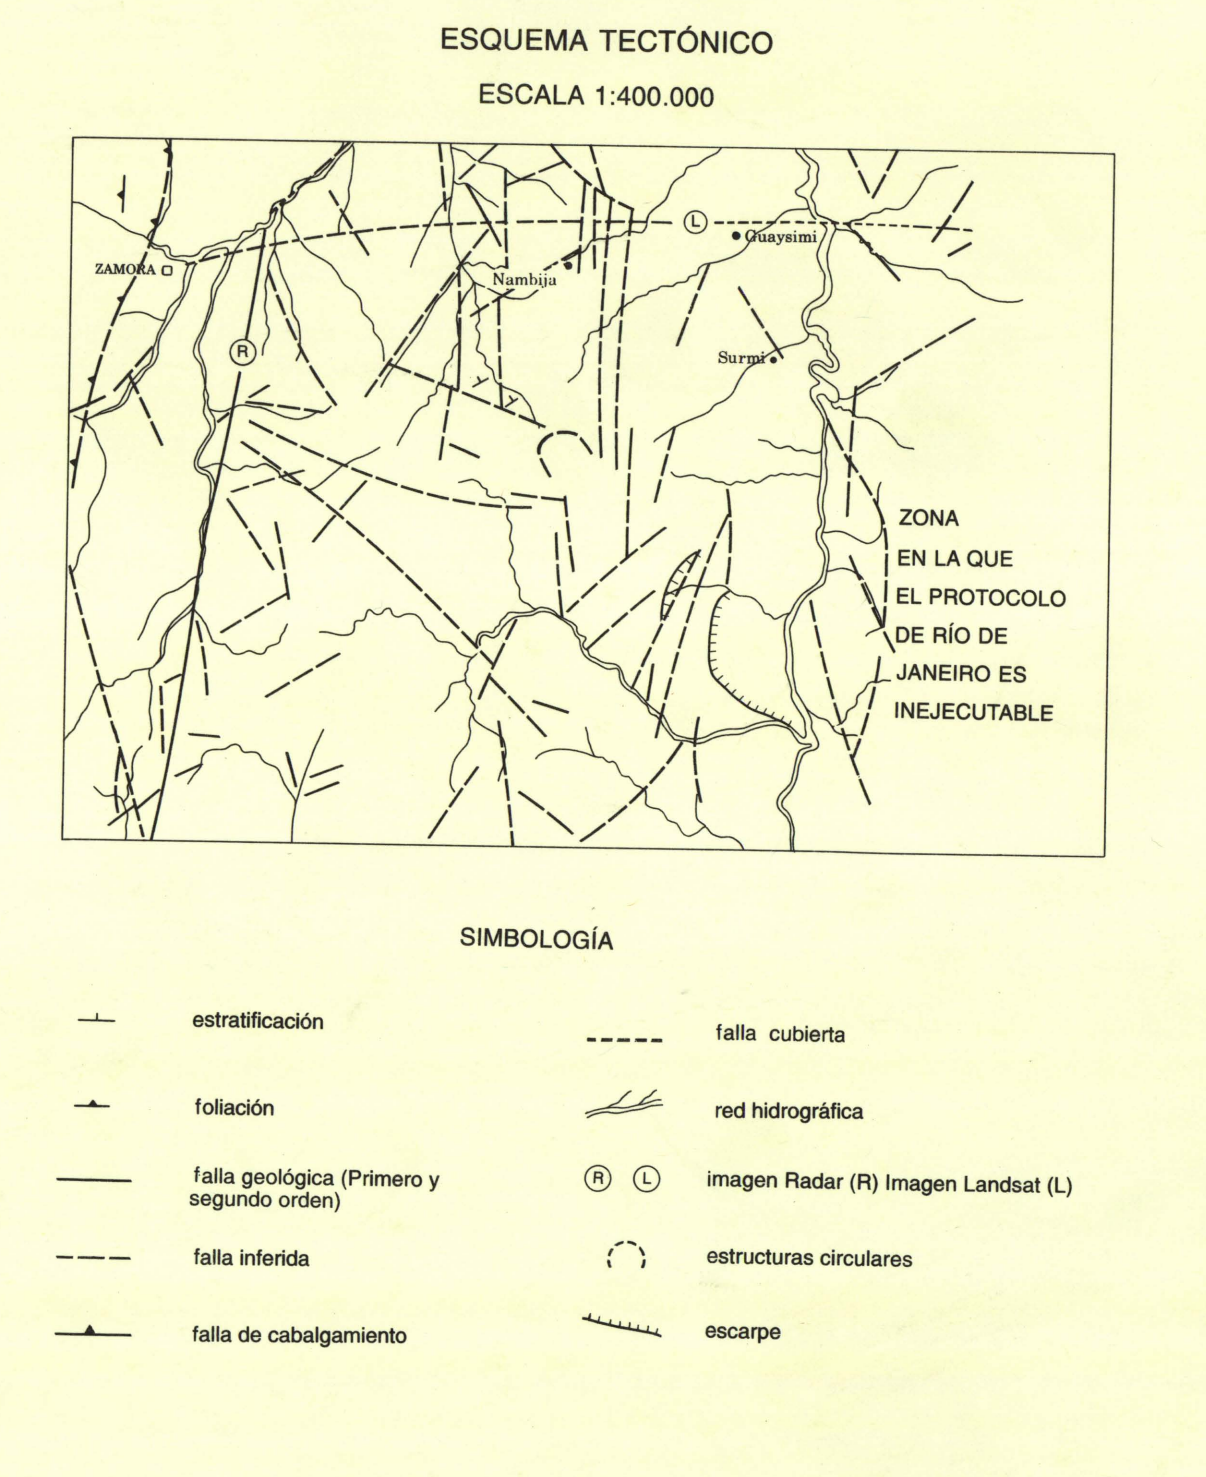 ESQUEMA TECTÓNICO
ESCALA 1:400.000
L
Guaysimi
ZAMORA
Nambija
R
Surmi
ZONA
EN LA QUE
EL PROTOCOLO
DE RÍO DE
JANEIRO ES
INEJECUTABLE
SIMBOLOGÍA
estratificación
foliación
falla geológica (Primero y
segundo orden)
falla inferida
falla de cabalgamiento
falla cubierta
red hidrográfica
R L imagen Radar (R) Imagen Landsat (L)
estructuras circulares
escarpe